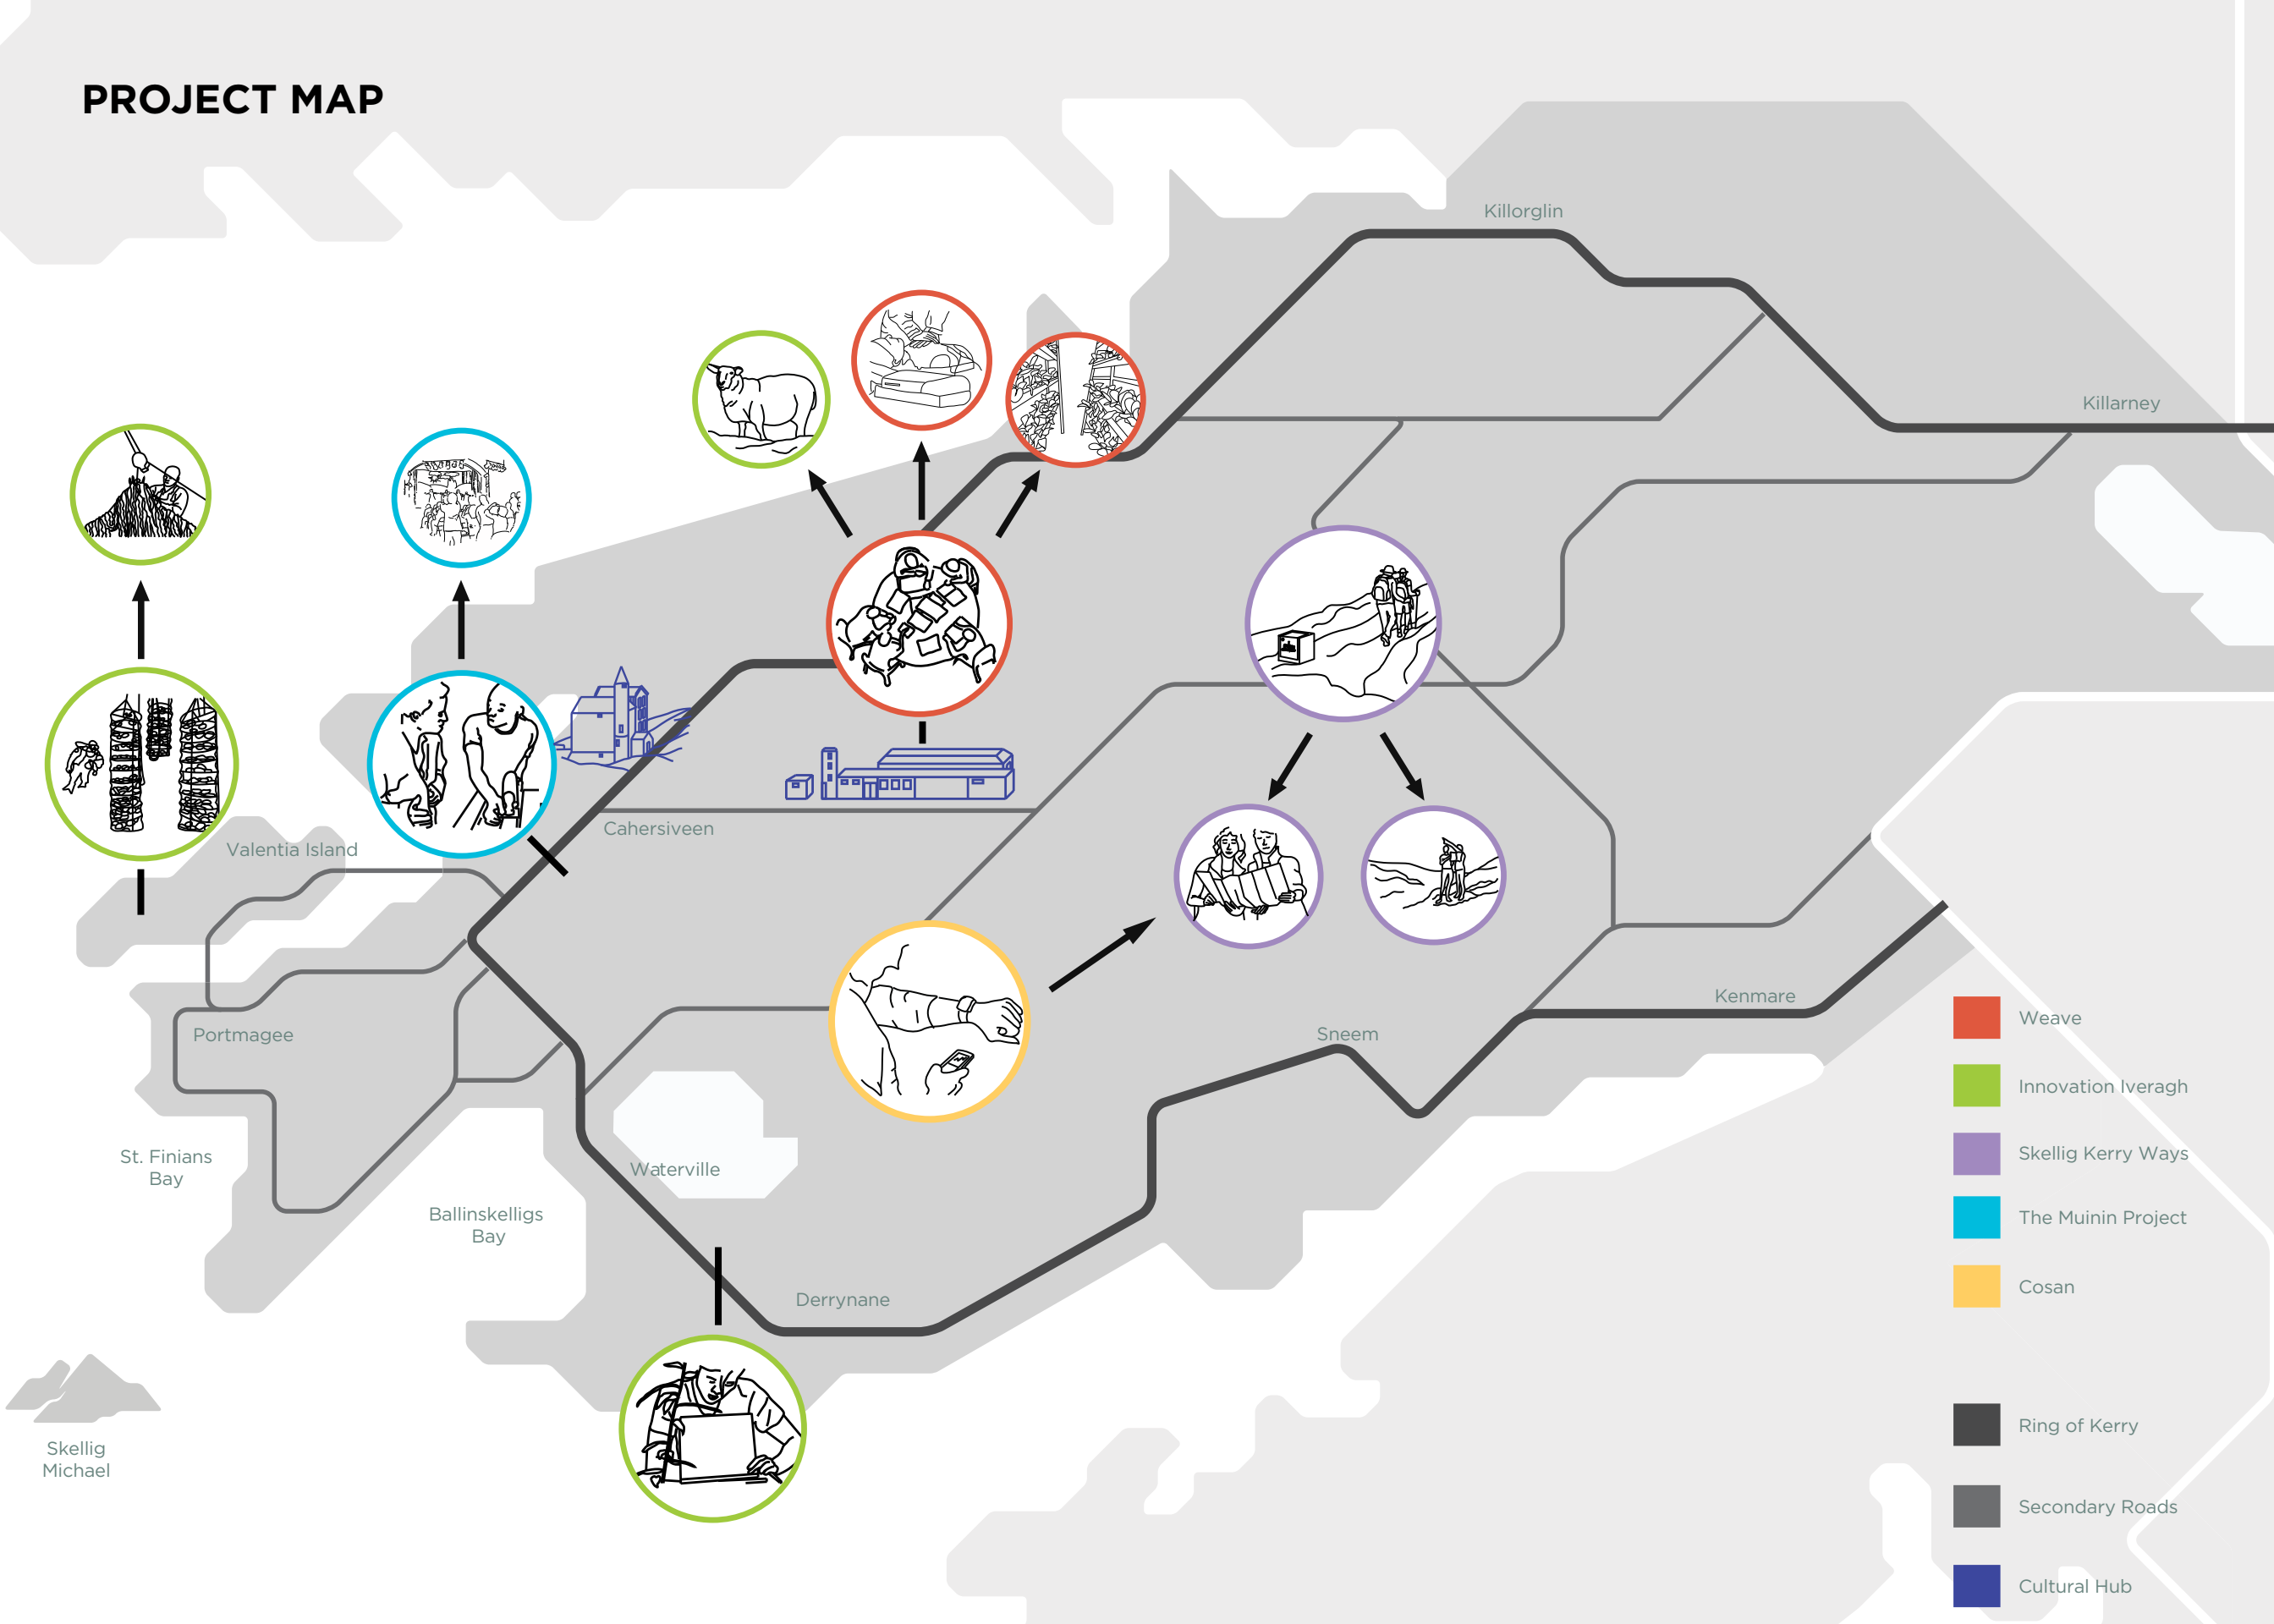 PROJECT MAP
Killorglin
Killarney
Cahersiveen
Valentia Island
Kenmare
Portmagee
Sneem
St. Finians
Bay
Waterville
Ballinskelligs
Bay
Derrynane
Skellig
Michael
Weave
Innovation Iveragh
Skellig Kerry Ways
The Muinin Project
Cosan
Ring of Kerry
Secondary Roads
Cultural Hub